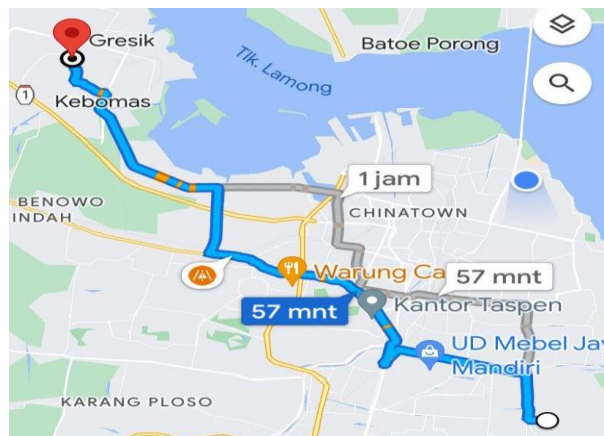 Gresik
Batoe Porong
Tlk. Lamong
Kebomas
1
1 jam
BENOWO
INDAH
CHINATOWN
Warung Ca
57 mnt
57 mnt
Kantor Taspen
UD Mebel Jay
Mandiri
KARANG PLOSO